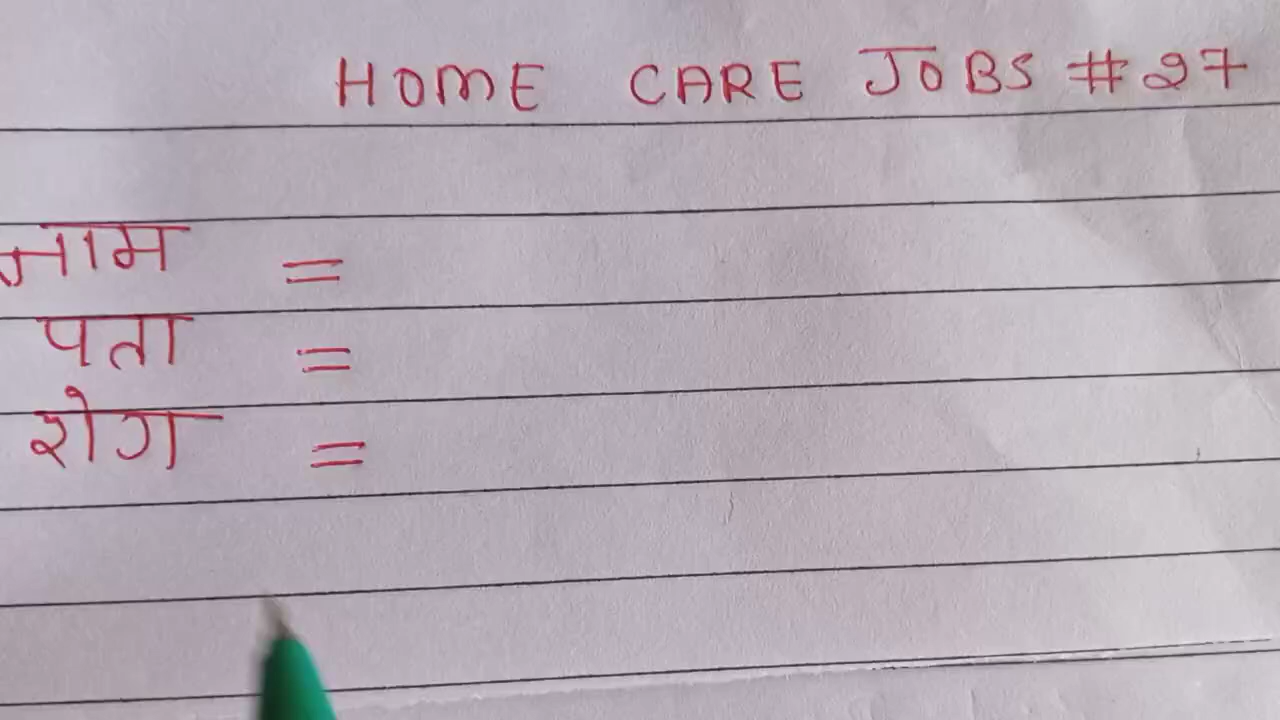 HOME CARE JOBS #27
नाम =
पता =
रोग =